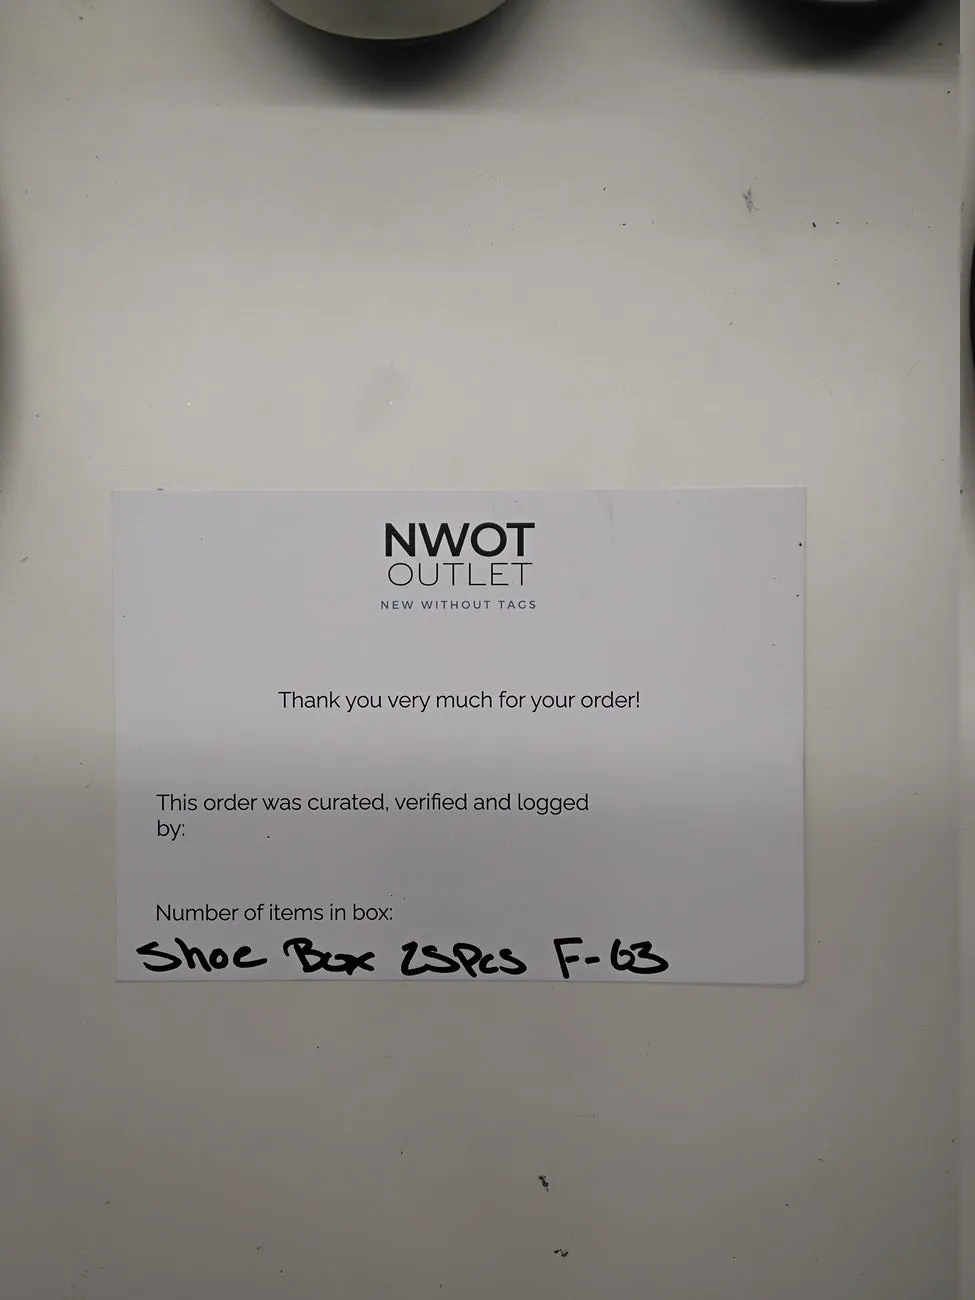 NWOT
OUTLET
NEW WITHOUT TAGS
Thank you very much for your order!
This order was curated, verified and logged
by:
Number of items in box:
Shoe Box 25Pcs F-63